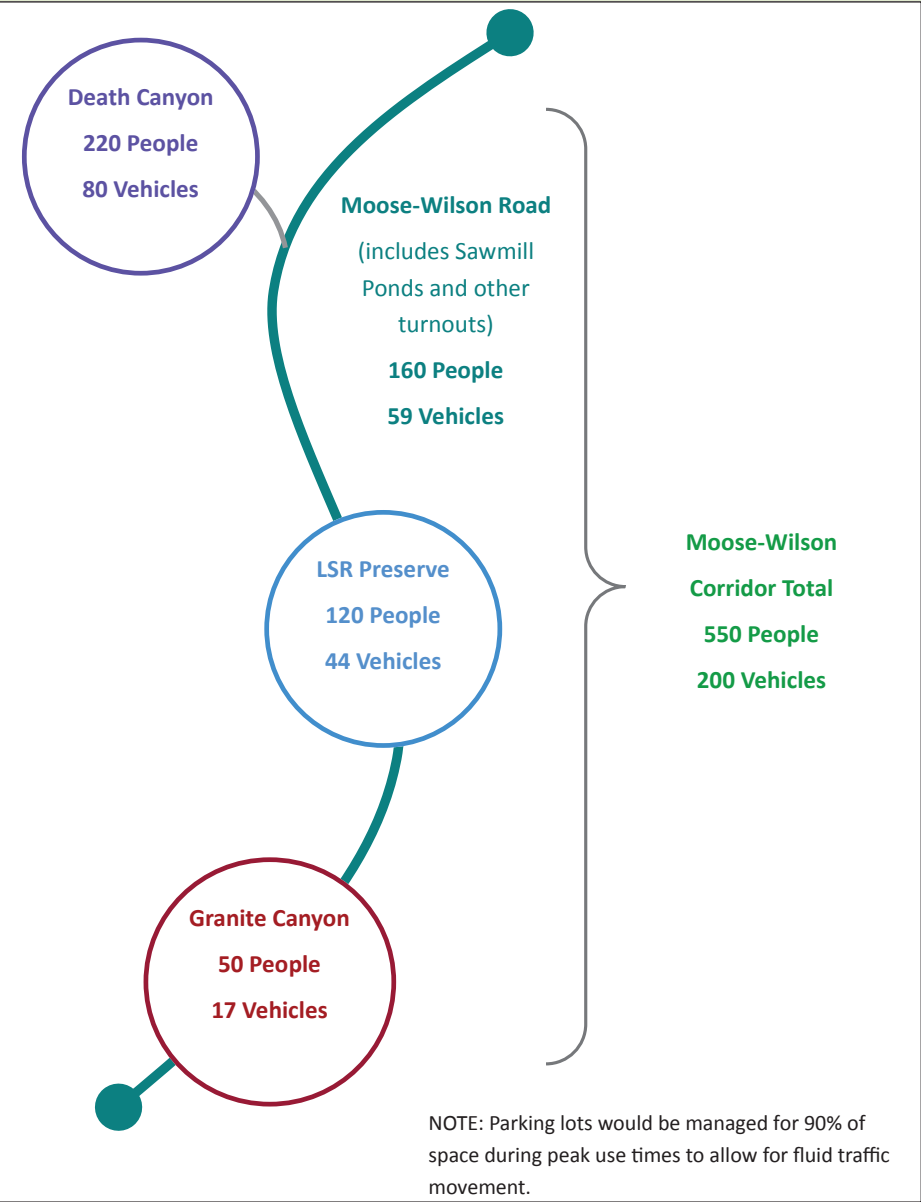 Death Canyon
220 People
80 Vehicles
Moose-Wilson Road
(includes Sawmill
Ponds and other
turnouts)
160 People
59 Vehicles
LSR Preserve
120 People
44 Vehicles
Moose-Wilson
Corridor Total
550 People
200 Vehicles
Granite Canyon
50 People
17 Vehicles
NOTE: Parking lots would be managed for 90% of
space during peak use times to allow for fluid traffic
movement.